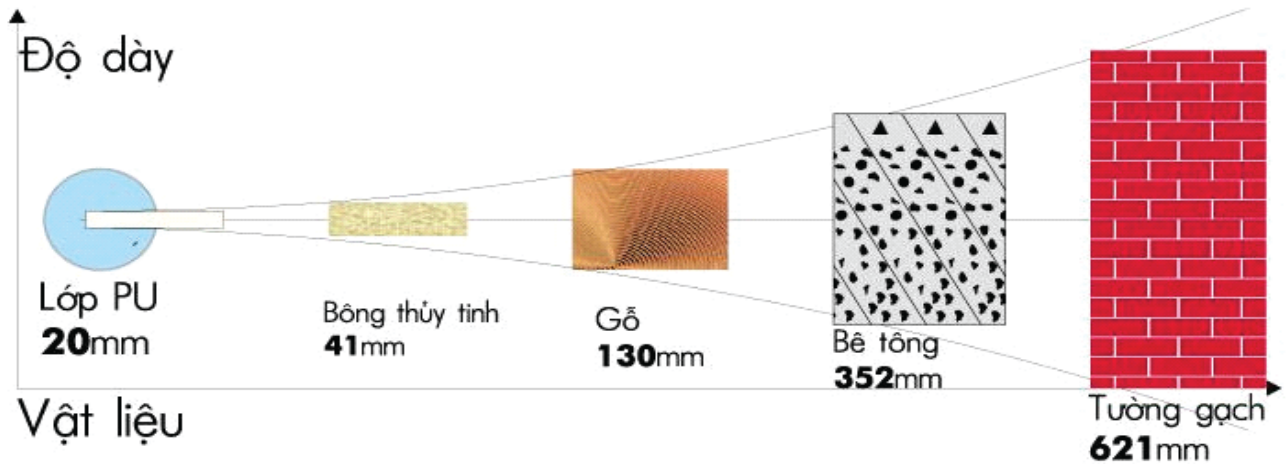 Độ dày
Lớp PU
20mm
Bông thủy tinh
41mm
Gỗ
130mm
Bê tông
352mm
Tường gạch
621mm
Vật liệu